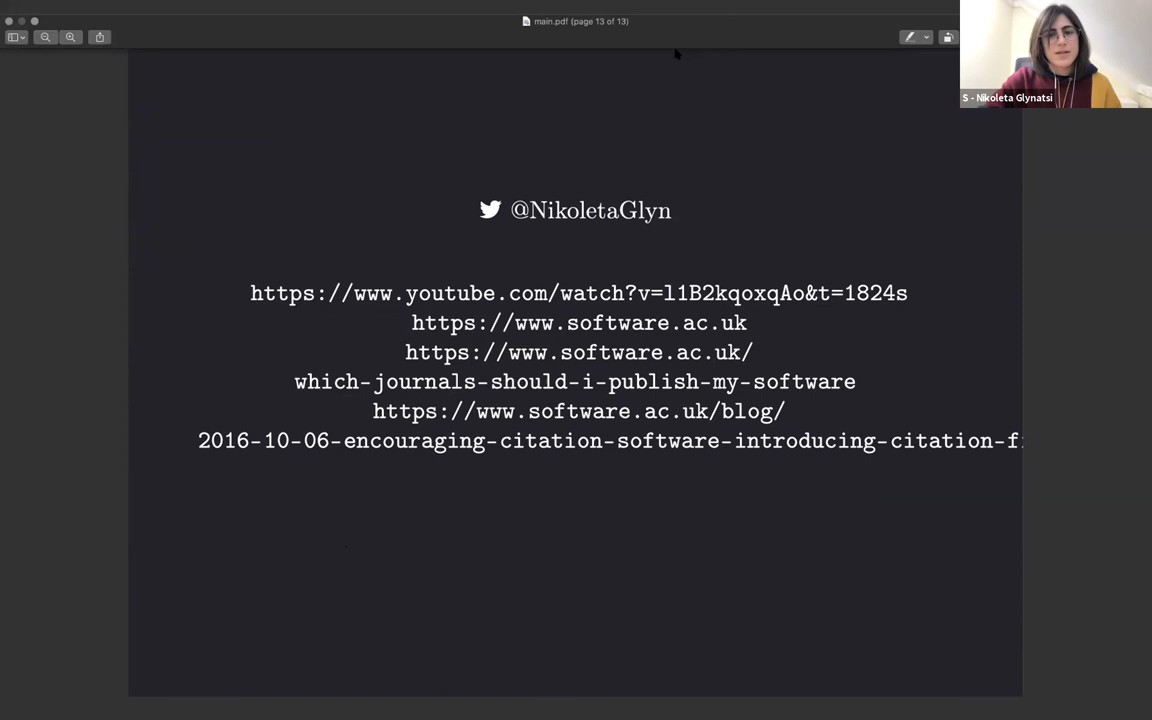 main.pdf (page 13 of 13)
S - Nikoleta Glynatsi
@NikoletaGlyn
https://www.youtube.com/watch?v=l1B2kqoxqAo&t=1824s
https://www.software.ac.uk
https://www.software.ac.uk/
which-journals-should-i-publish-my-software
https://www.software.ac.uk/blog/
2016-10-06-encouraging-citation-software-introducing-citation-f